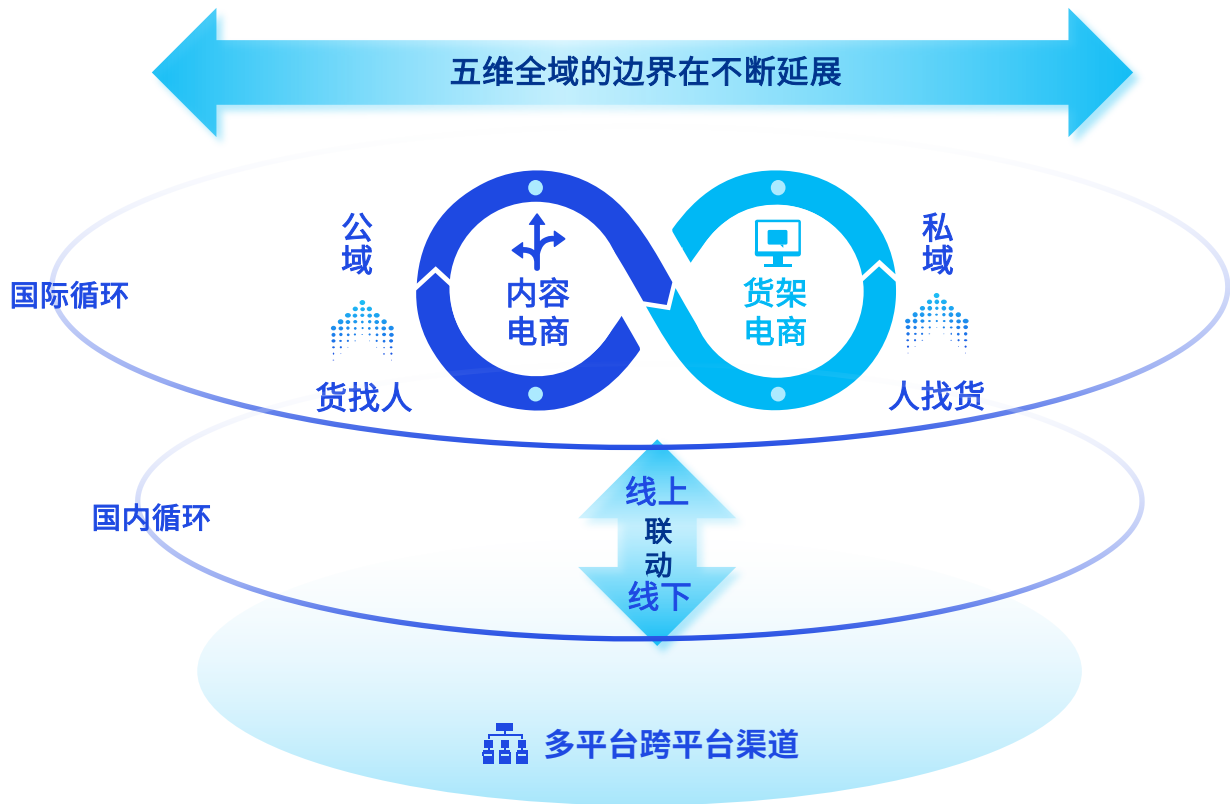 五维全域的边界在不断延展
公域
私域
内容
电商
货架
电商
国际循环
货找人
人找货
线上
联动
线下
国内循环
多平台跨平台渠道